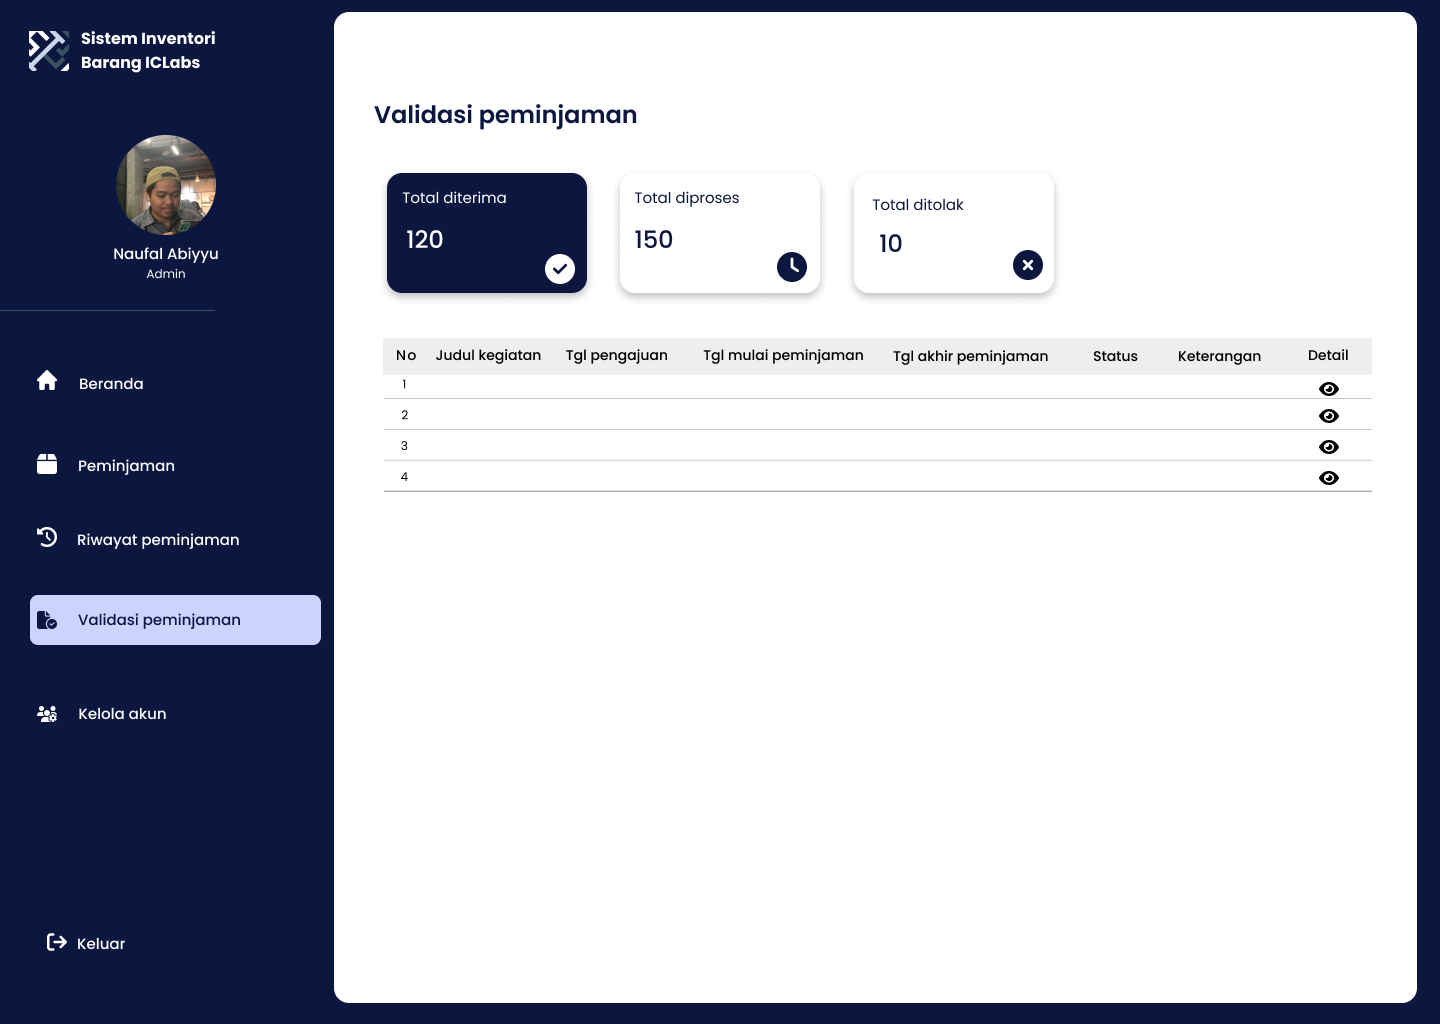 Sistem Inventori
Barang ICLabs
Naufal Abiyyu
Admin
Beranda
Peminjaman
Riwayat peminjaman
Validasi peminjaman
Kelola akun
Keluar
Validasi peminjaman
Total diterima
120
Total diproses
150
Total ditolak
10
No Judul kegiatan Tgl pengajuan Tgl mulai peminjaman Tgl akhir peminjaman Status Keterangan Detail
1
2
3
4